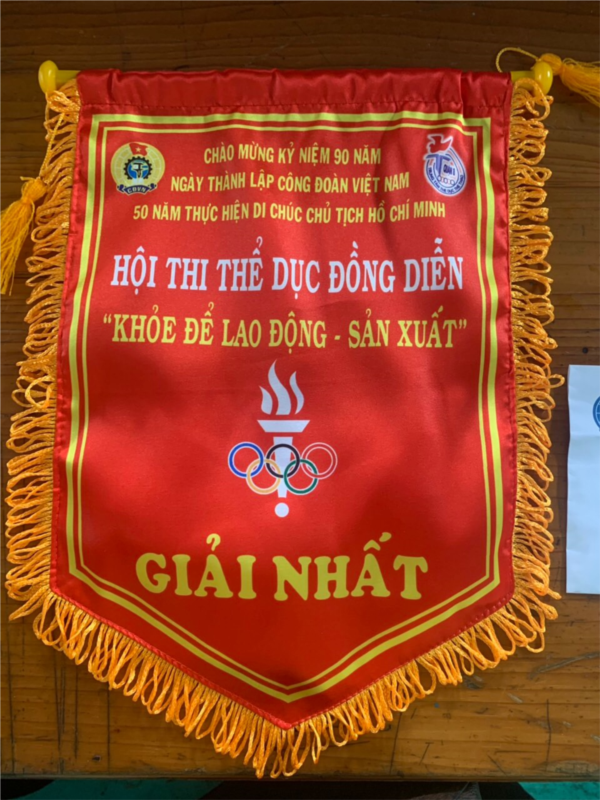 CHÀO MỪNG KỶ NIỆM 90 NĂM
NGÀY THÀNH LẬP CÔNG ĐOÀN VIỆT NAM
50 NĂM THỰC HIỆN DI CHÚC CHỦ TỊCH HỒ CHÍ MINH
HỘI THI THỂ DỤC ĐỒNG DIỄN
“KHỎE ĐỂ LAO ĐỘNG - SẢN XUẤT”
GIẢI NHẤT